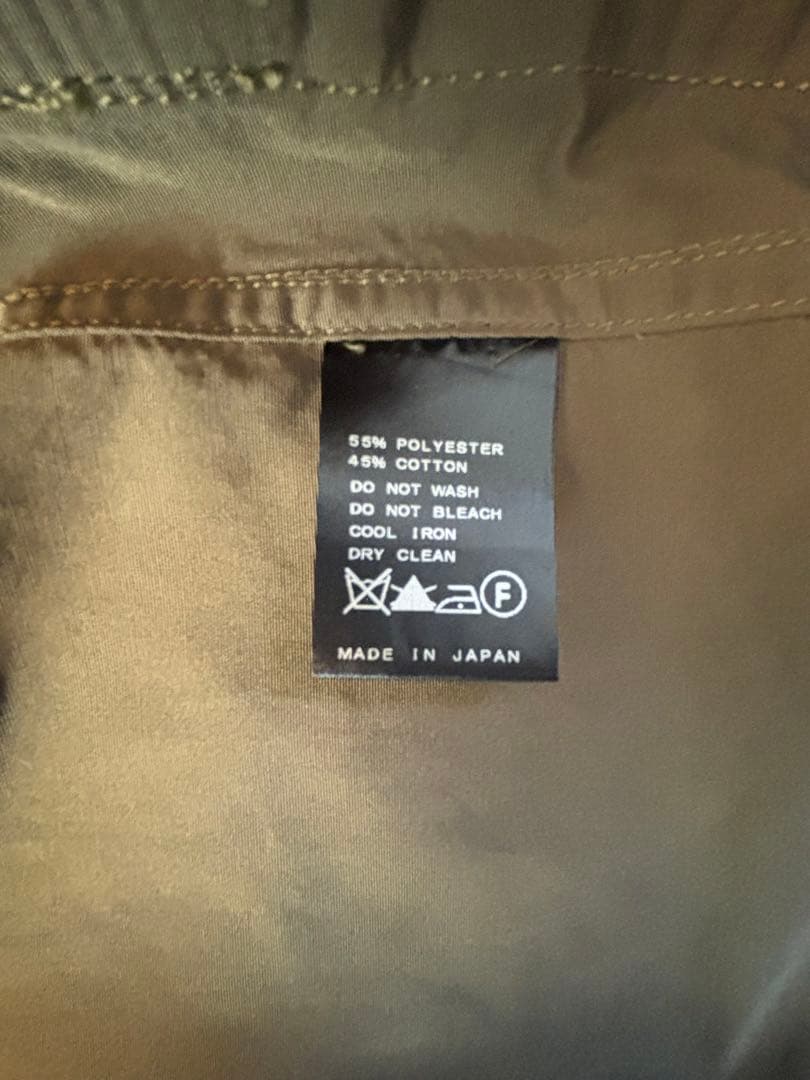 55% POLYESTER
45% COTTON
DO NOT WASH
DO NOT BLEACH
COOL IRON
DRY CLEAN
F
MADE IN JAPAN